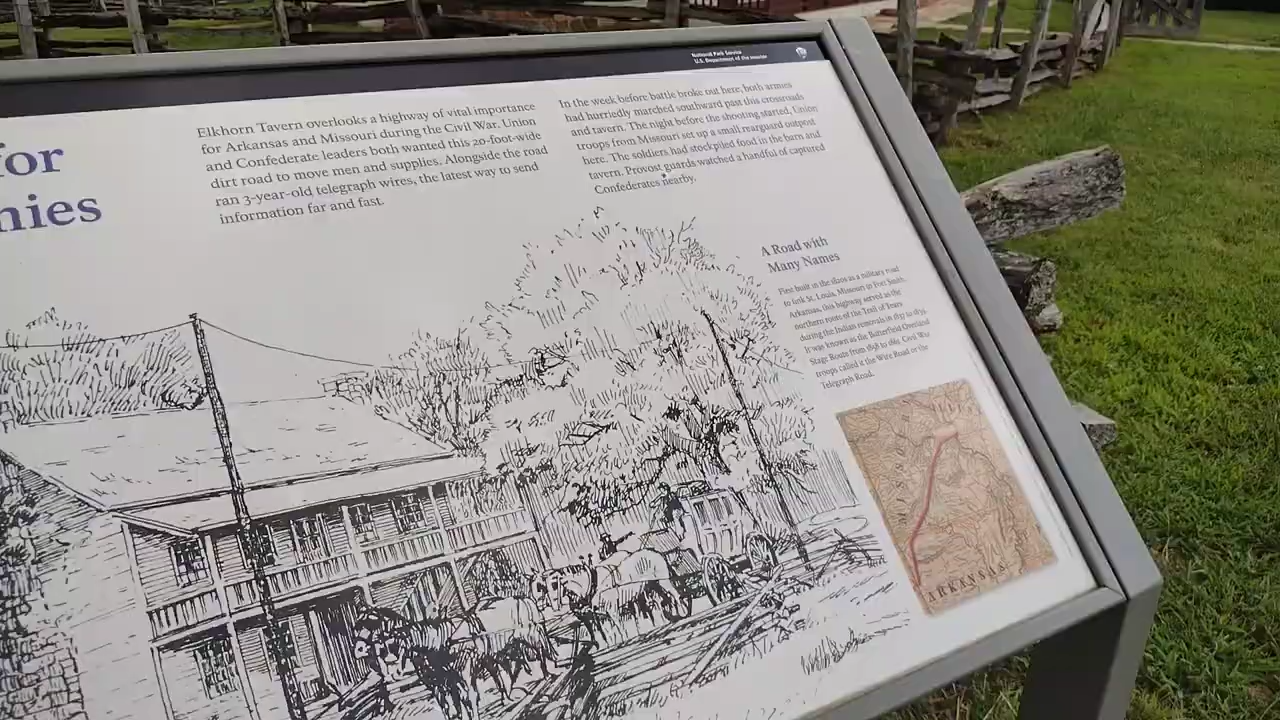 National Park Service
U.S. Department of the Interior
for
nies
Elkhorn Tavern overlooks a highway of vital importance
for Arkansas and Missouri during the Civil War. Union
and Confederate leaders both wanted this 20-foot-wide
dirt road to move men and supplies. Alongside the road
ran 3-year-old telegraph wires, the latest way to send
information far and fast.
In the week before battle broke out here, both armies
had hurriedly marched southward past this crossroads
and tavern. The night before the shooting started, Union
troops from Missouri set up a small rearguard outpost
here. The soldiers had stockpiled food in the barn and
tavern. Provost guards watched a handful of captured
Confederates nearby.
A Road with
Many Names
First built in the as a military road
to link St. Louis, Missouri to Fort Smith,
Arkansas, this highway served as the
northern route of the Trail of Tears
during the Indian removals in 1837 to
It was known as the Butterfield Overland
Stage Route from 1858 to 1861. Civil War
troops called it the Wire Road or the
Telegraph Road.
ARKANSAS